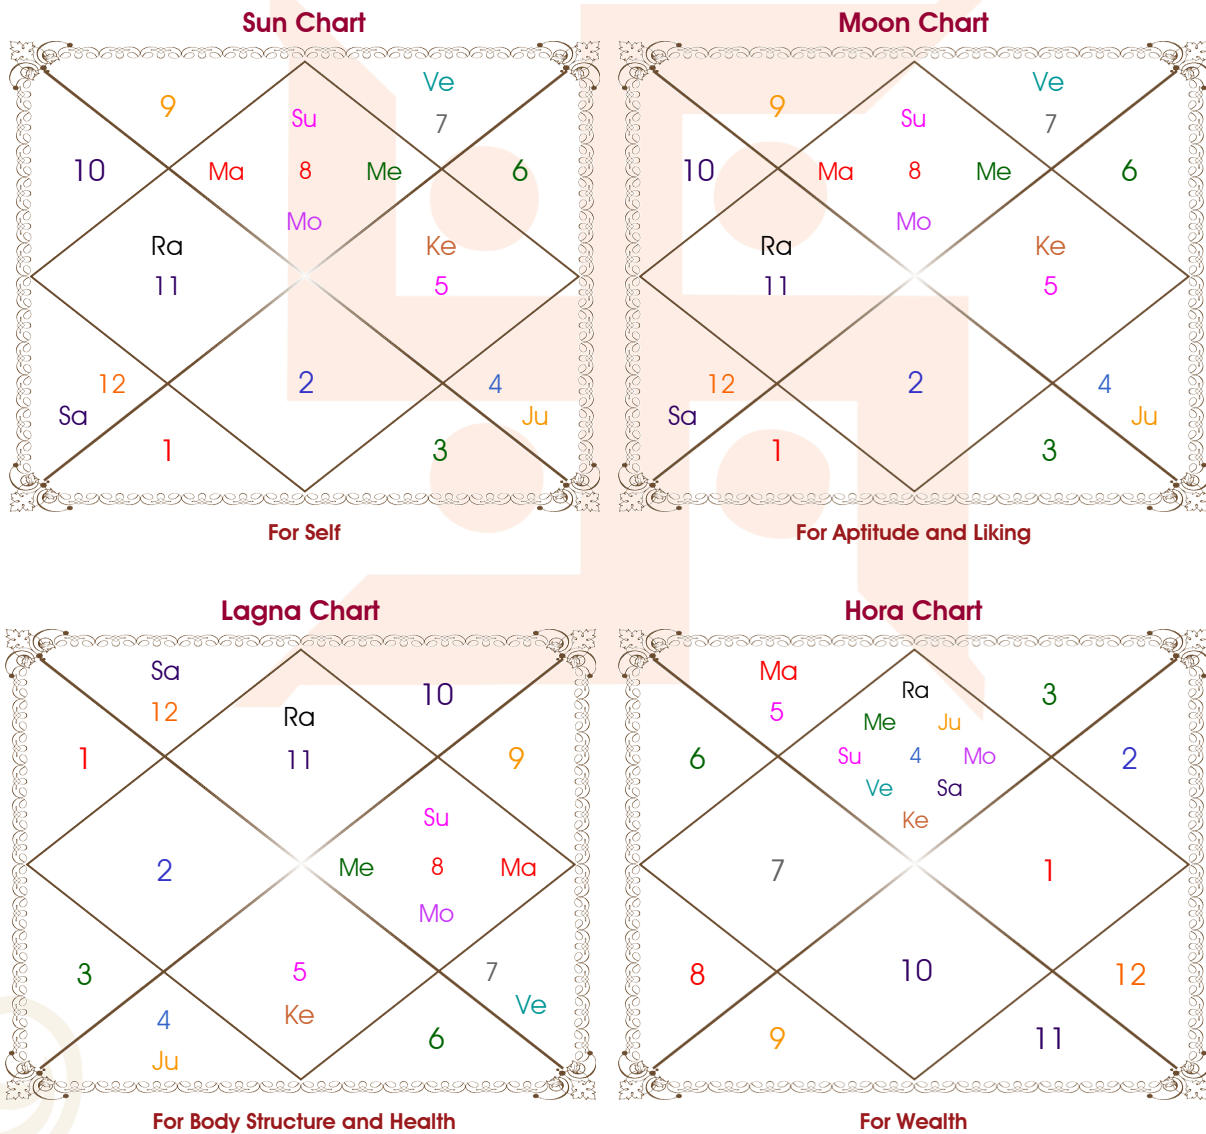 Sun Chart
Ve
9
Su
7
10
Ma
8
Me
6
Mo
Ra
Ke
11
5
12
2
4
Sa
Ju
1
3
For Self
Moon Chart
Ve
9
Su
7
10
Ma
8
Me
6
Mo
Ra
Ke
11
5
12
2
4
Sa
Ju
1
3
For Aptitude and Liking
Lagna Chart
Sa
10
12
Ra
1
11
9
Su
2
Me
8
Ma
Mo
3
5
7
Ke
Ve
4
6
Ju
For Body Structure and Health
Hora Chart
Ma
Ra
3
5
Me
Ju
6
Su
4
Mo
2
Ve
Sa
Ke
7
1
8
10
12
9
11
For Wealth